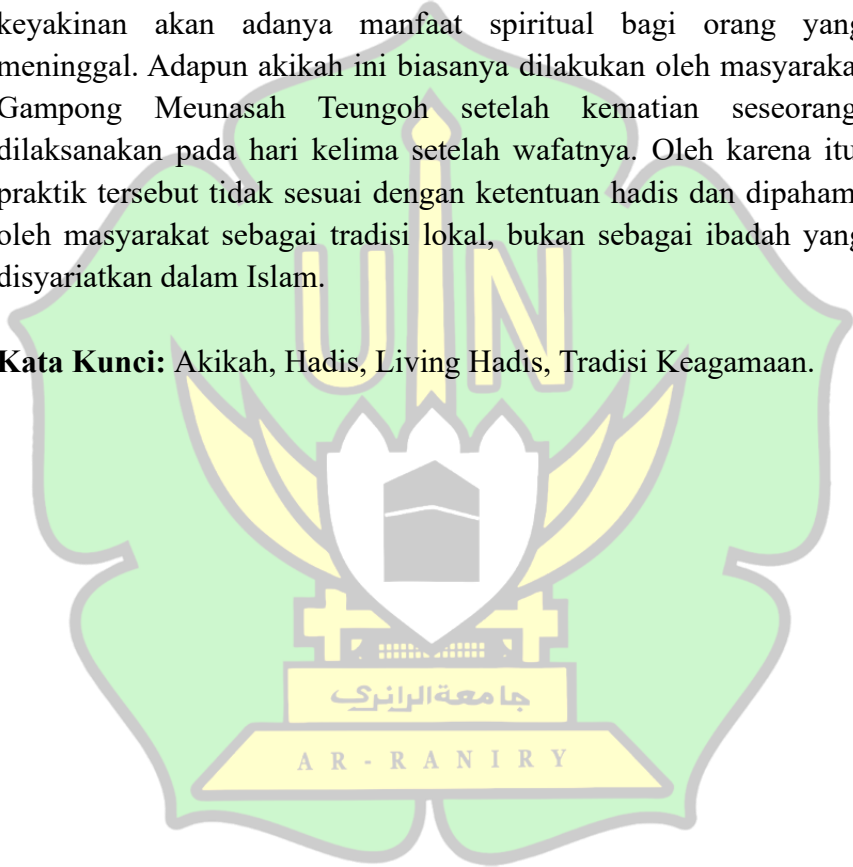 keyakinan akan adanya manfaat spiritual bagi orang yang
meninggal. Adapun akikah ini biasanya dilakukan oleh masyaraka
Gampong Meunasah Teungoh setelah kematian seseorang
dilaksanakan pada hari kelima setelah wafatnya. Oleh karena itu
praktik tersebut tidak sesuai dengan ketentuan hadis dan dipaham
oleh masyarakat sebagai tradisi lokal, bukan sebagai ibadah yang
disyariatkan dalam Islam.
Kata Kunci: Akikah, Hadis, Living Hadis, Tradisi Keagamaan.
UIN
جامعة الرانري
AR-RANIRY